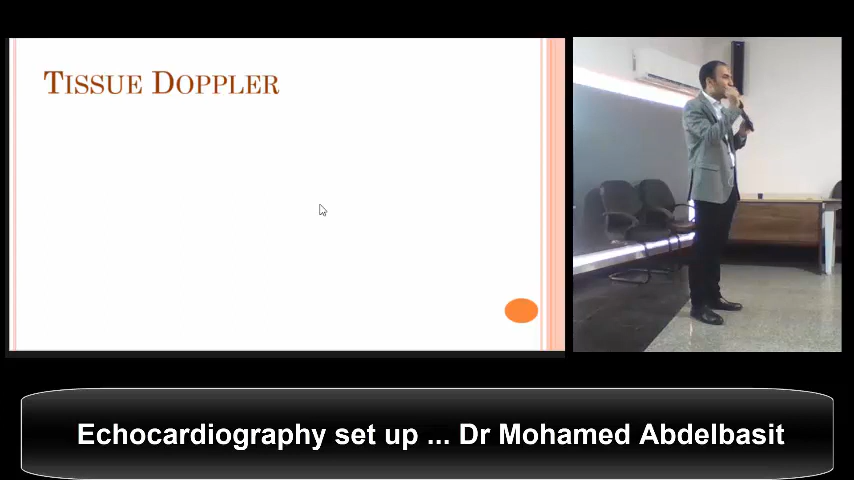 TISSUE DOPPLER
Echocardiography set up ... Dr Mohamed Abdelbasit